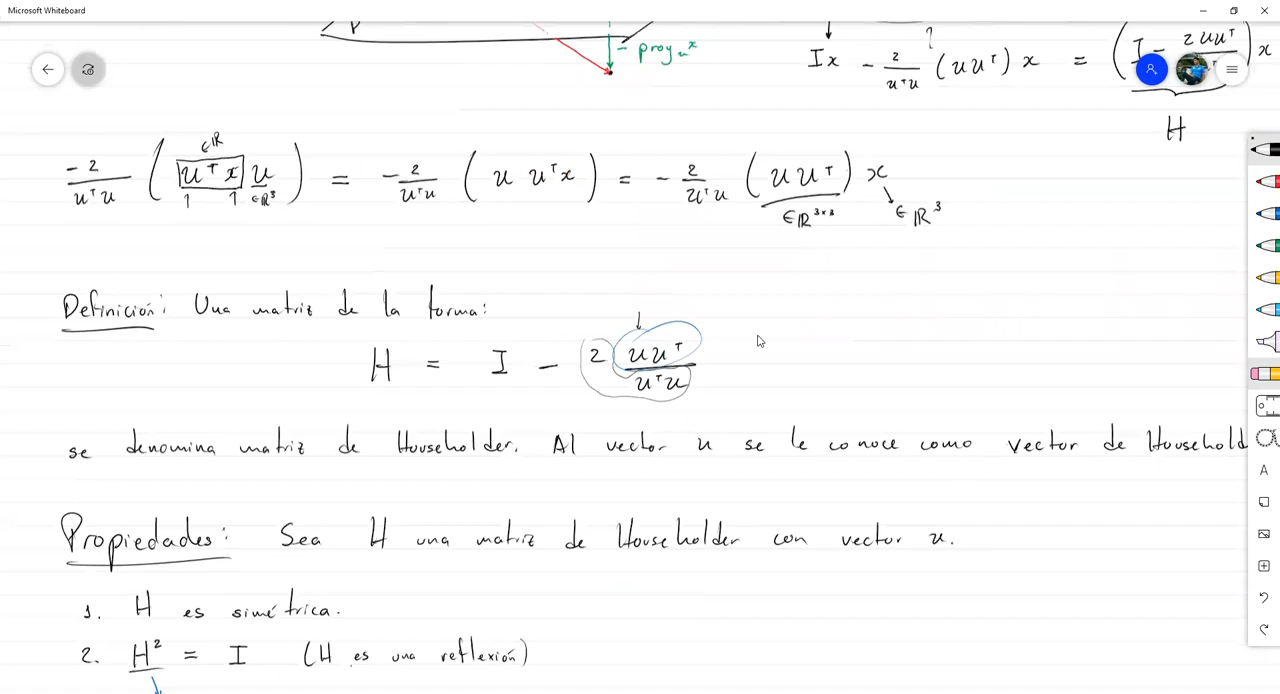 Microsoft Whiteboard
P
- proy_u x
Ix - 2/uᵀu (uuᵀ) x = (I - 2uuᵀ) x
H
-2/uᵀu (uᵀx u) = -2/uᵀu (u uᵀx) = - 2/uᵀu (uuᵀ) x
∈ℝ
1 1 ∈ℝ³
∈ℝ³ˣ³
∈ℝ³
Definición: Una matriz de la forma:
H = I - 2 uuᵀ/uᵀu
se denomina matriz de Householder. Al vector u se le conoce como vector de Household
Propiedades: Sea H una matriz de Householder con vector u.
1. H es simétrica.
2. H² = I (H es una reflexión)
A